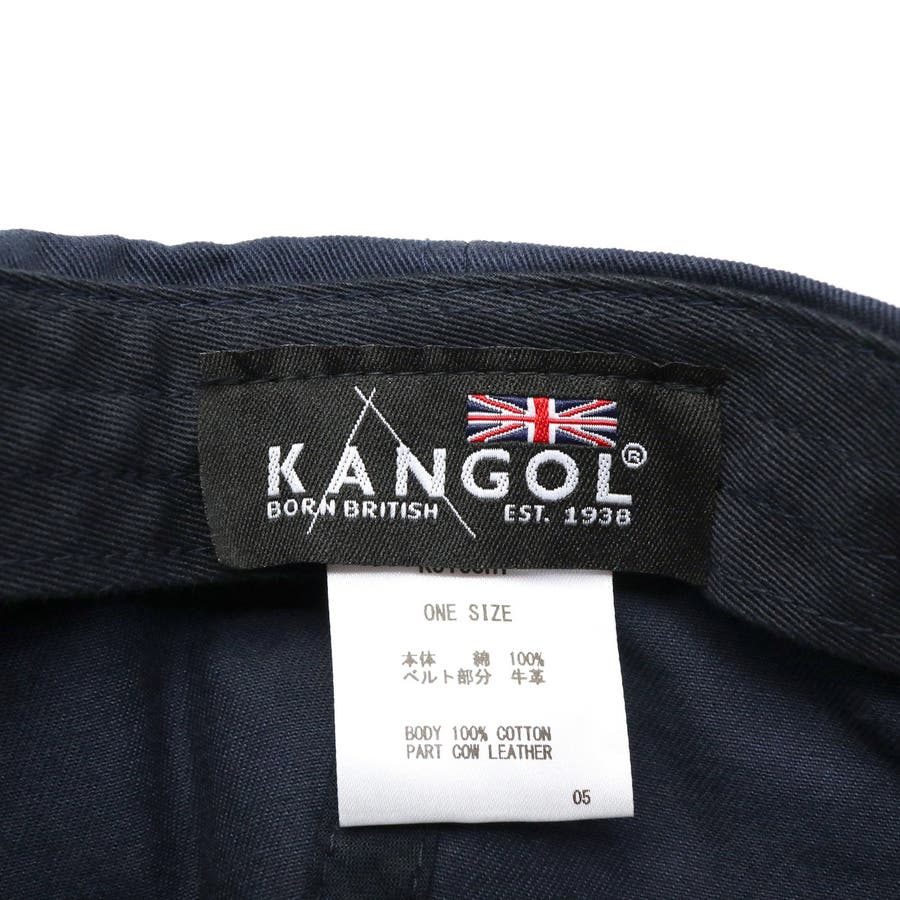 KANGOL®
BORN BRITISH EST. 1938
ONE SIZE
本体 綿 100%
ベルト部分 牛革
BODY 100% COTTON
PART COW LEATHER
05